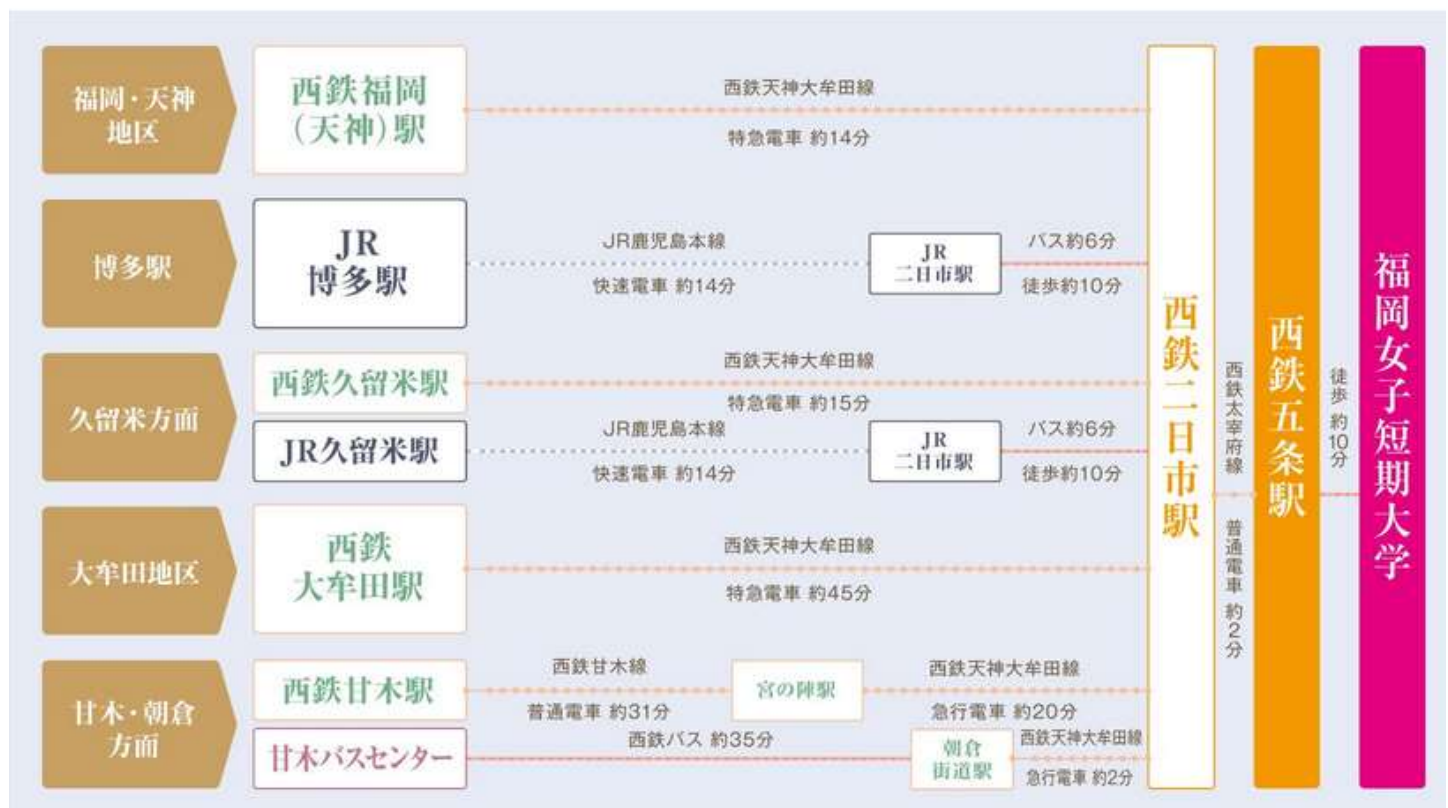 福岡・天神
地区
西鉄福岡
(天神)駅
西鉄天神大牟田線
特急電車 約14分
博多駅
JR
博多駅
JR鹿児島本線
快速電車 約14分
JR
二日市駅
バス約6分
徒歩約10分
久留米方面
西鉄久留米駅
西鉄天神大牟田線
特急電車 約15分
JR久留米駅
JR鹿児島本線
快速電車 約14分
JR
二日市駅
バス約6分
徒歩約10分
大牟田地区
西鉄
大牟田駅
西鉄天神大牟田線
特急電車 約45分
甘木・朝倉
方面
西鉄甘木駅
西鉄甘木線
普通電車 約31分
宮の陣駅
西鉄天神大牟田線
急行電車 約20分
甘木バスセンター
西鉄バス 約35分
朝倉
街道駅
西鉄天神大牟田線
急行電車 約2分
西鉄二日市駅
西鉄太宰府線
普通電車 約2分
西鉄五条駅
徒歩 約10分
福岡女子短期大学